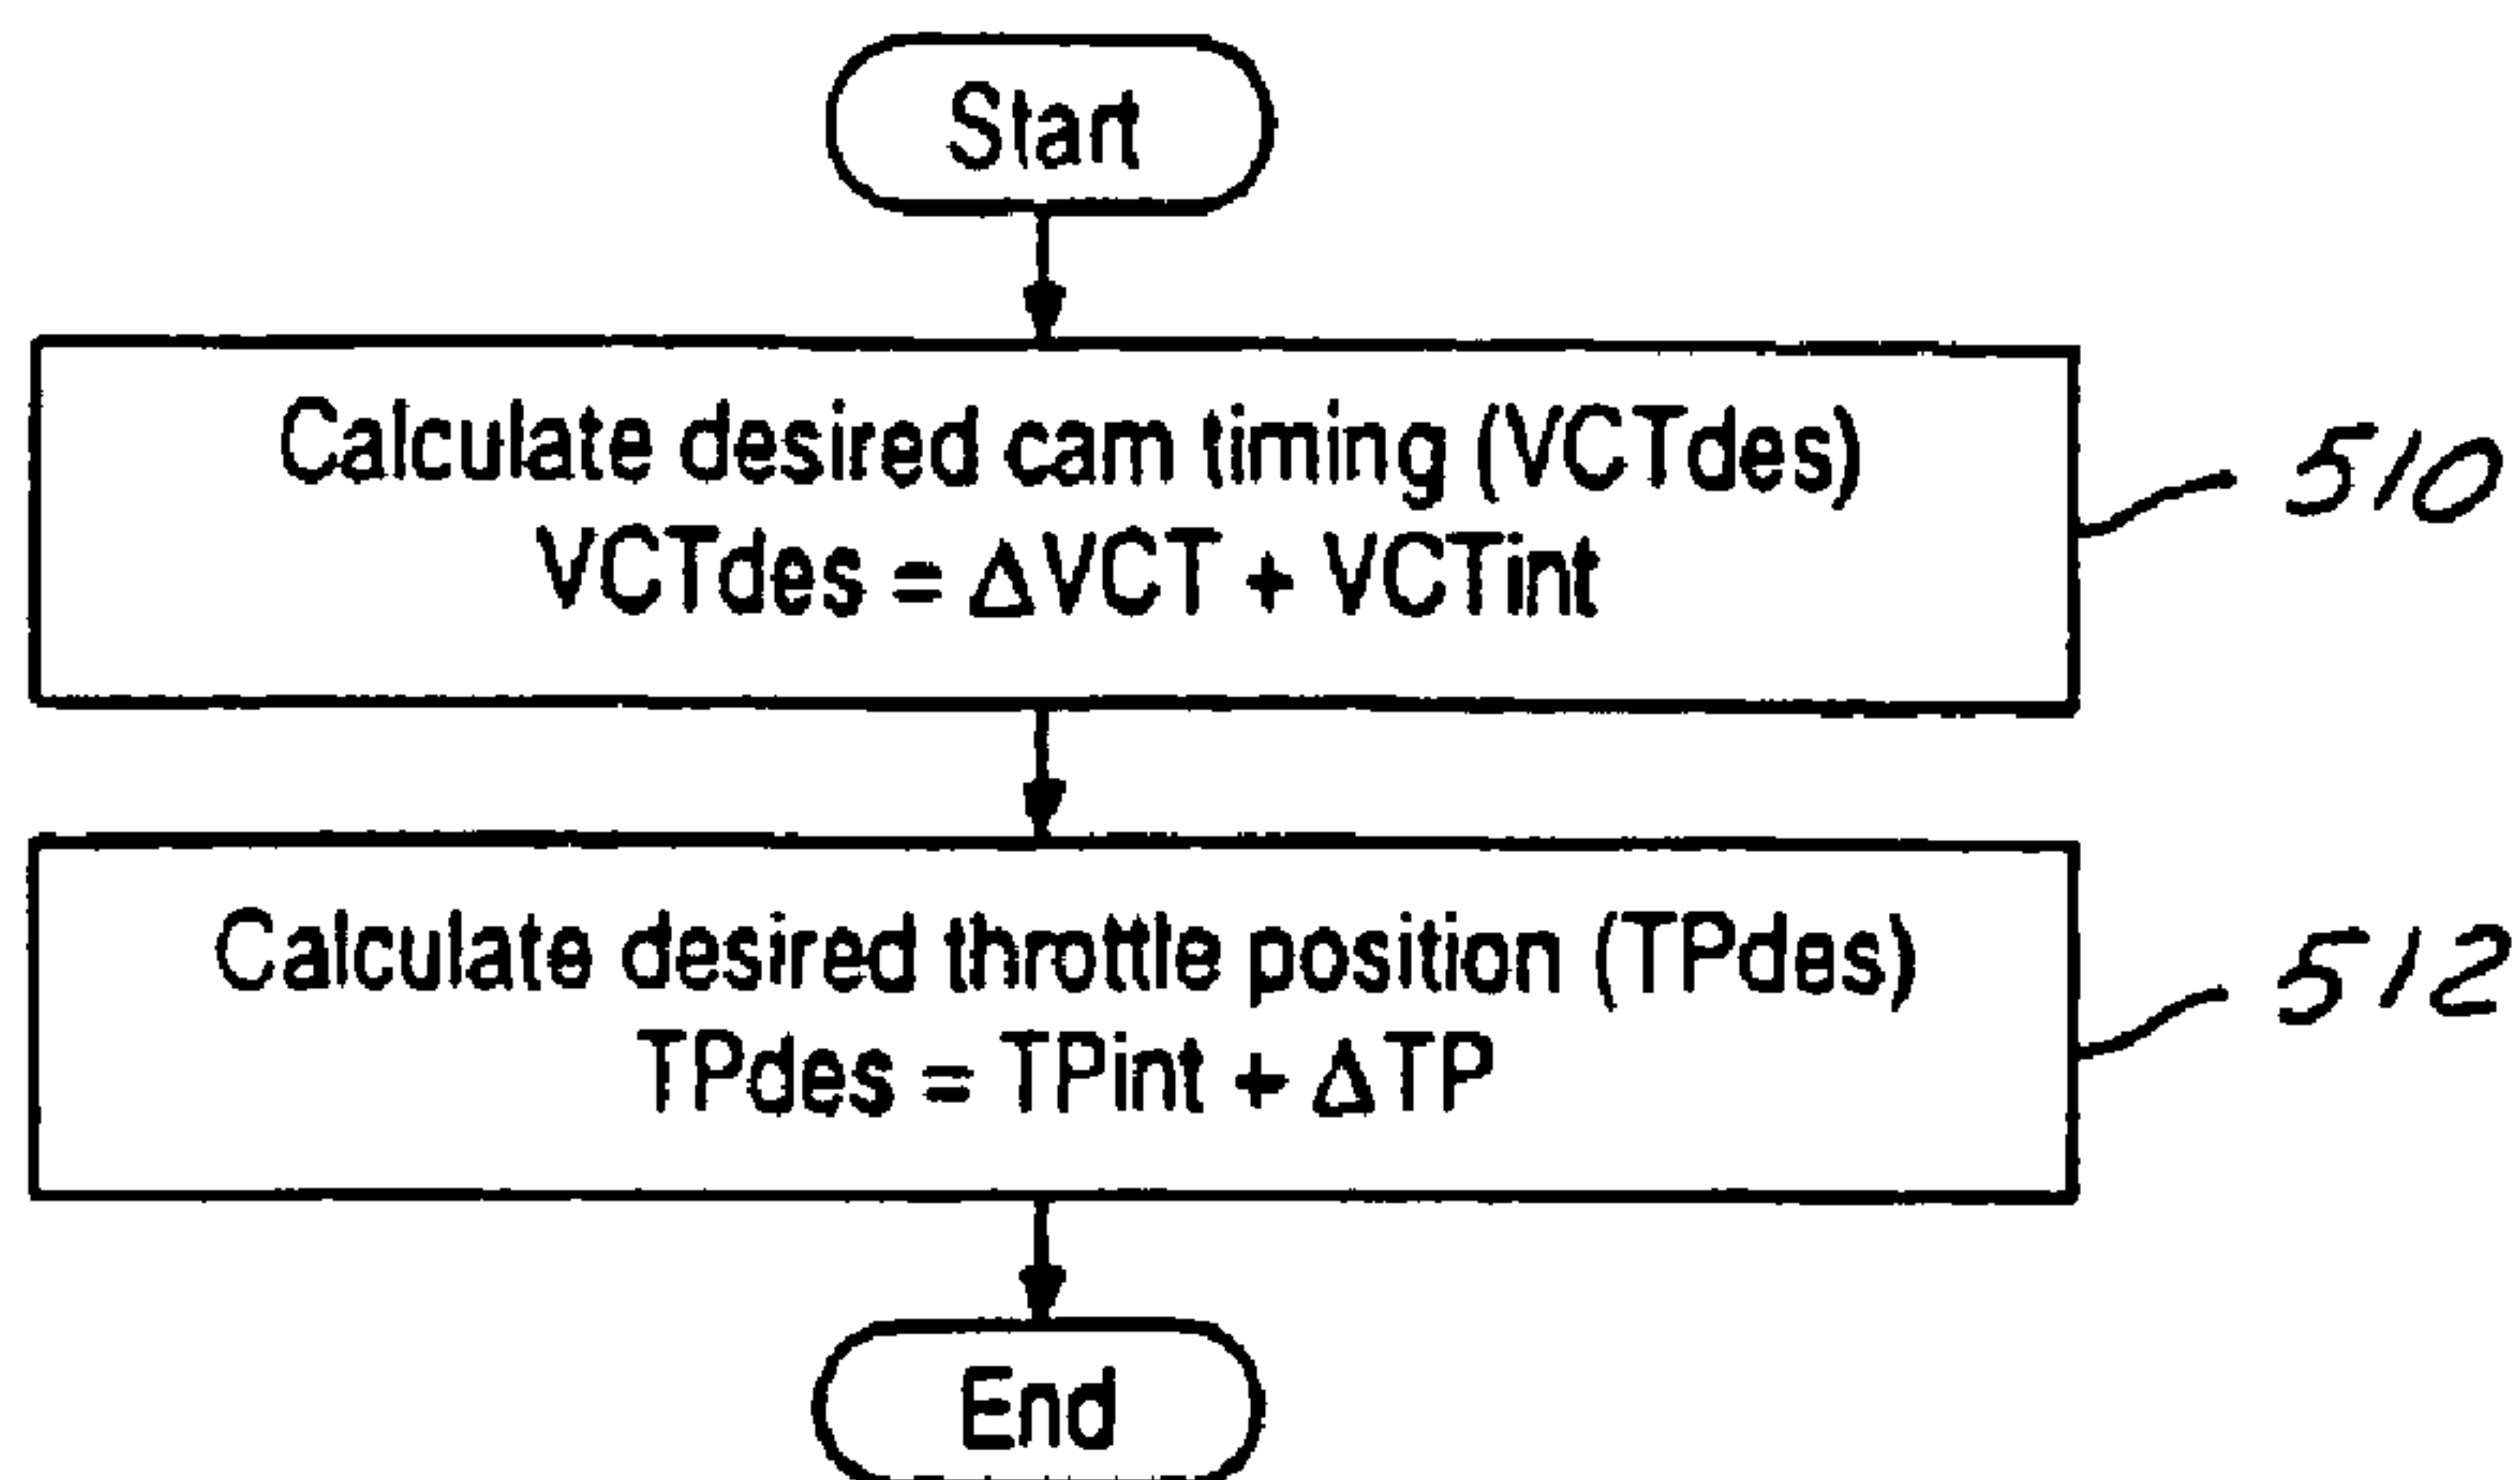 Start
Calculate desired cam timing (VCTdes)
VCTdes = ΔVCT + VCTint
510
Calculate desired throttle position (TPdes)
TPdes = TPint + ΔTP
512
End